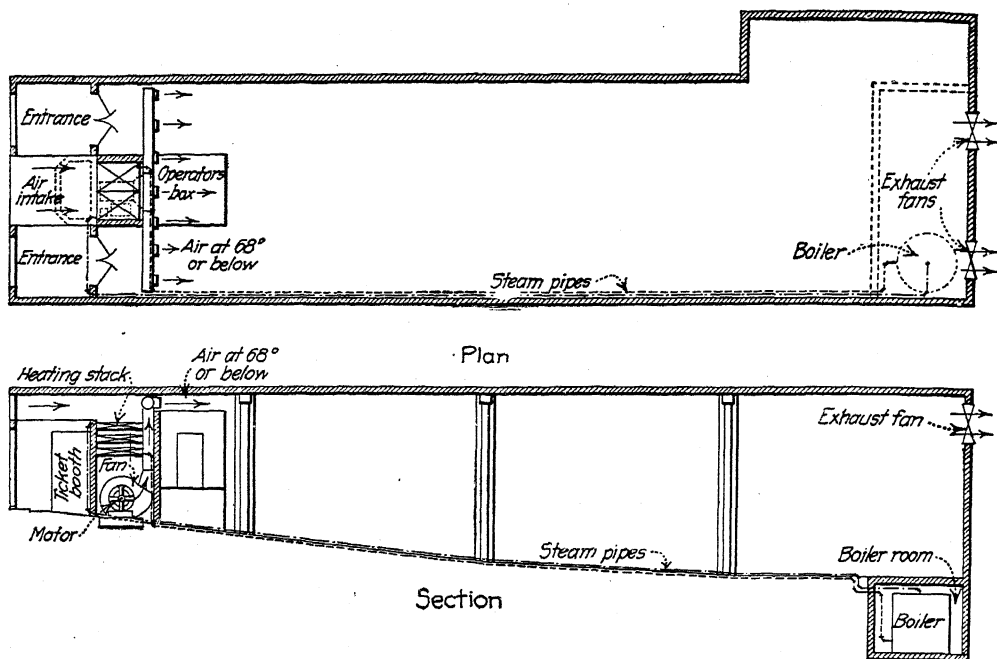 Entrance
Air
intake
Operators
box
Entrance
Air at 68°
or below
Steam pipes
Boiler
Exhaust
fans
Plan
Heating stack
Air at 68°
or below
Exhaust fan
Ticket
booth
Fan
Motor
Steam pipes
Boiler room
Section
Boiler